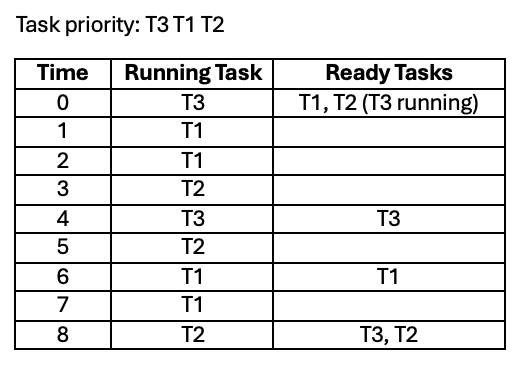 Task priority: T3 T1 T2
Time Running Task Ready Tasks
0 T3 T1, T2 (T3 running)
1 T1
2 T1
3 T2
4 T3 T3
5 T2
6 T1 T1
7 T1
8 T2 T3, T2